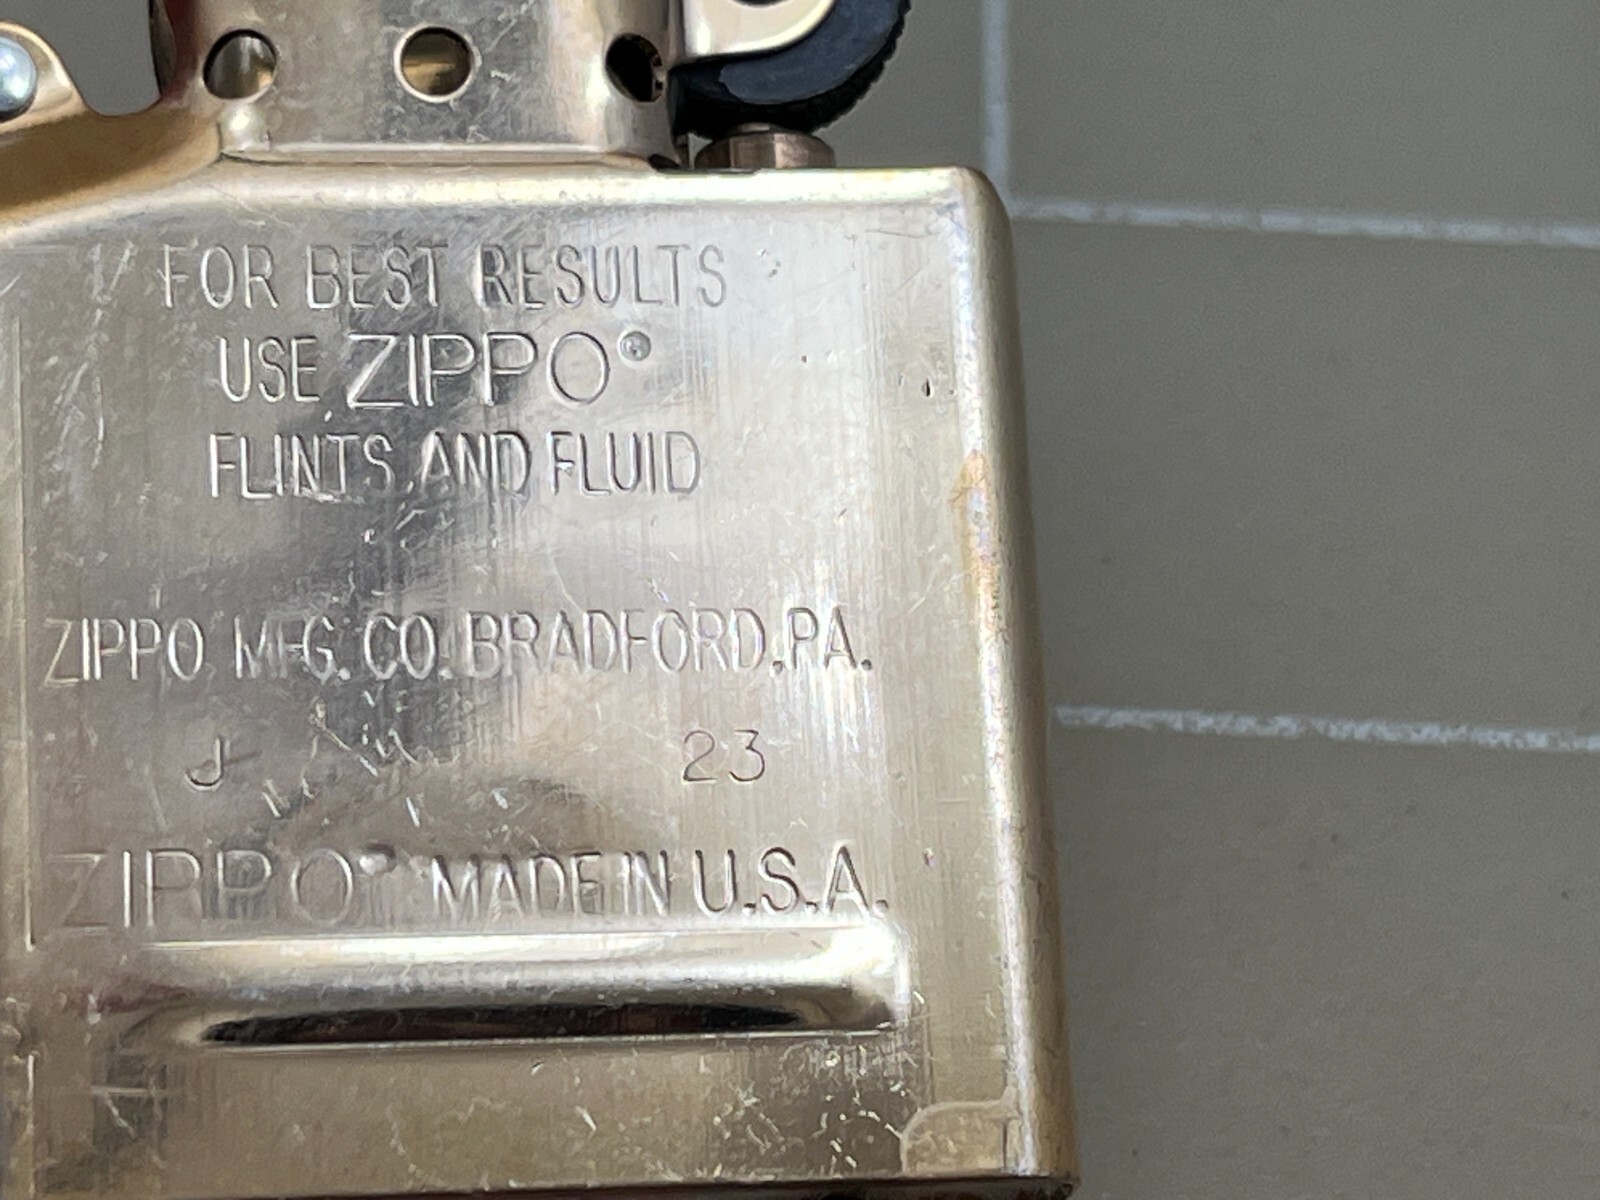 FOR BEST RESULTS
USE ZIPPO®
FLINTS AND FLUID
ZIPPO MFG. CO. BRADFORD, PA.
J 23
ZIPPO® MADE IN U.S.A.